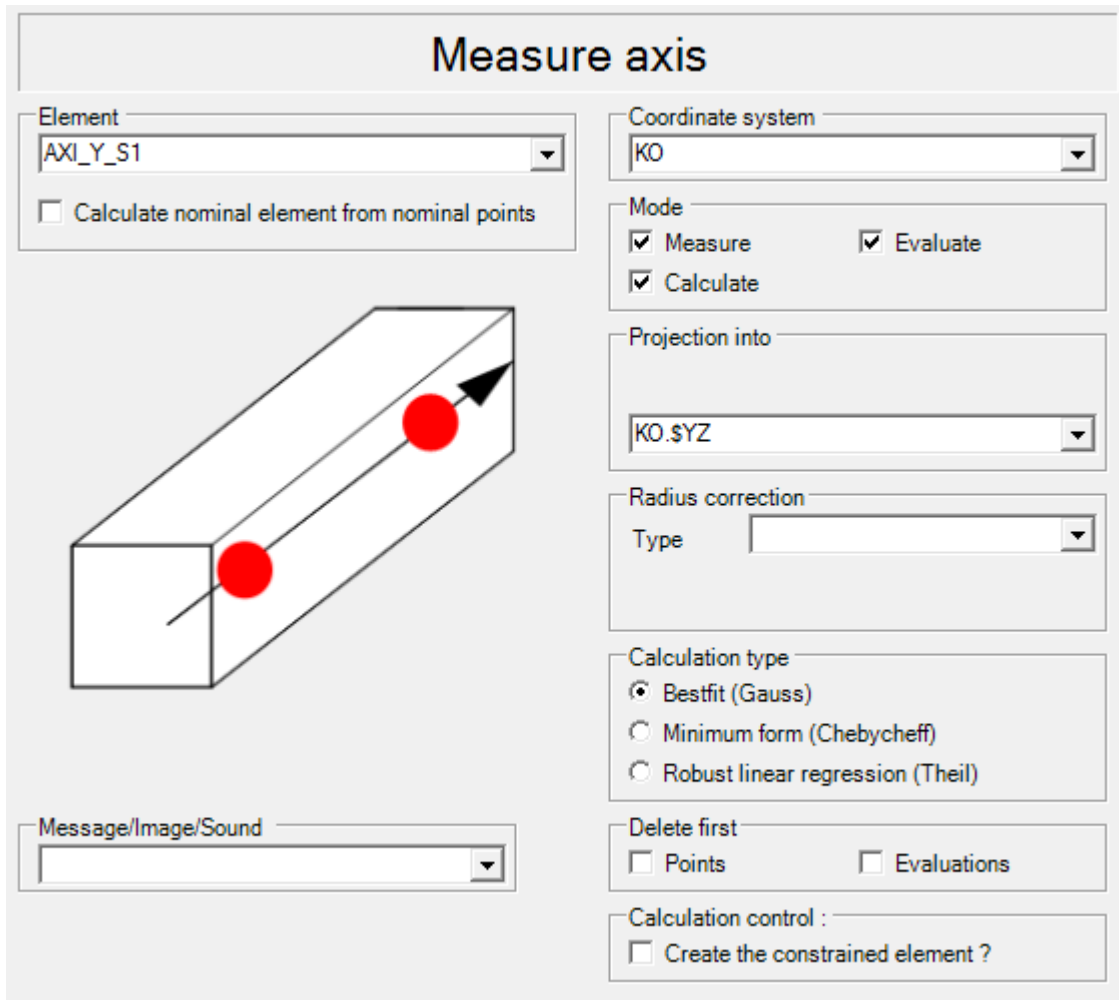 Measure axis
Element
AXI_Y_S1
Calculate nominal element from nominal points
Message/Image/Sound
Coordinate system
KO
Mode
Measure Evaluate
Calculate
Projection into
KO.$YZ
Radius correction
Type
Calculation type
Bestfit (Gauss)
Minimum form (Chebycheff)
Robust linear regression (Theil)
Delete first
Points Evaluations
Calculation control :
Create the constrained element ?